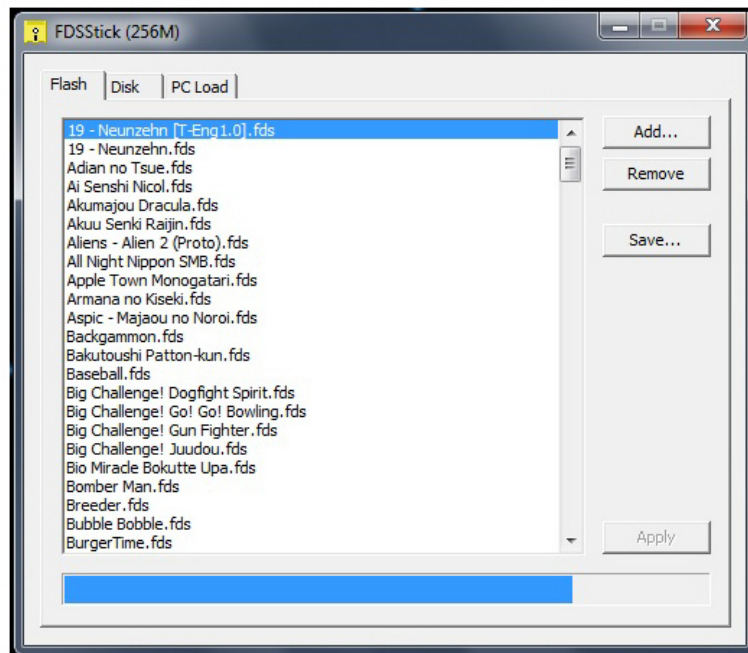 FDSStick (256M)
Flash Disk PC Load
19 - Neunzehn [T-Eng1.0].fds
19 - Neunzehn.fds
Adian no Tsue.fds
Ai Senshi Nicol.fds
Akumajou Dracula.fds
Akuu Senki Raijin.fds
Aliens - Alien 2 (Proto).fds
All Night Nippon SMB.fds
Apple Town Monogatari.fds
Armana no Kiseki.fds
Aspic - Majaou no Noroi.fds
Backgammon.fds
Bakutoushi Patton-kun.fds
Baseball.fds
Big Challenge! Dogfight Spirit.fds
Big Challenge! Go! Go! Bowling.fds
Big Challenge! Gun Fighter.fds
Big Challenge! Juudou.fds
Bio Miracle Bokutte Upa.fds
Bomber Man.fds
Breeder.fds
Bubble Bobble.fds
BurgerTime.fds
Add...
Remove
Save...
Apply